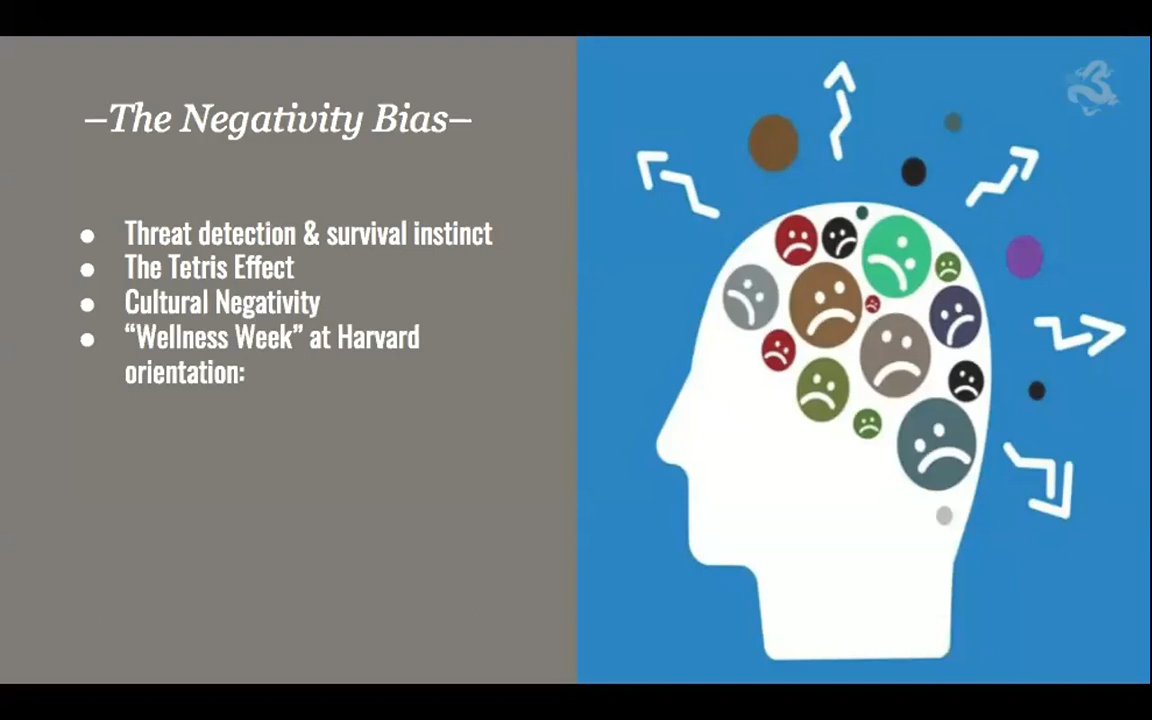 –The Negativity Bias–
● Threat detection & survival instinct
● The Tetris Effect
● Cultural Negativity
● “Wellness Week” at Harvard
orientation: